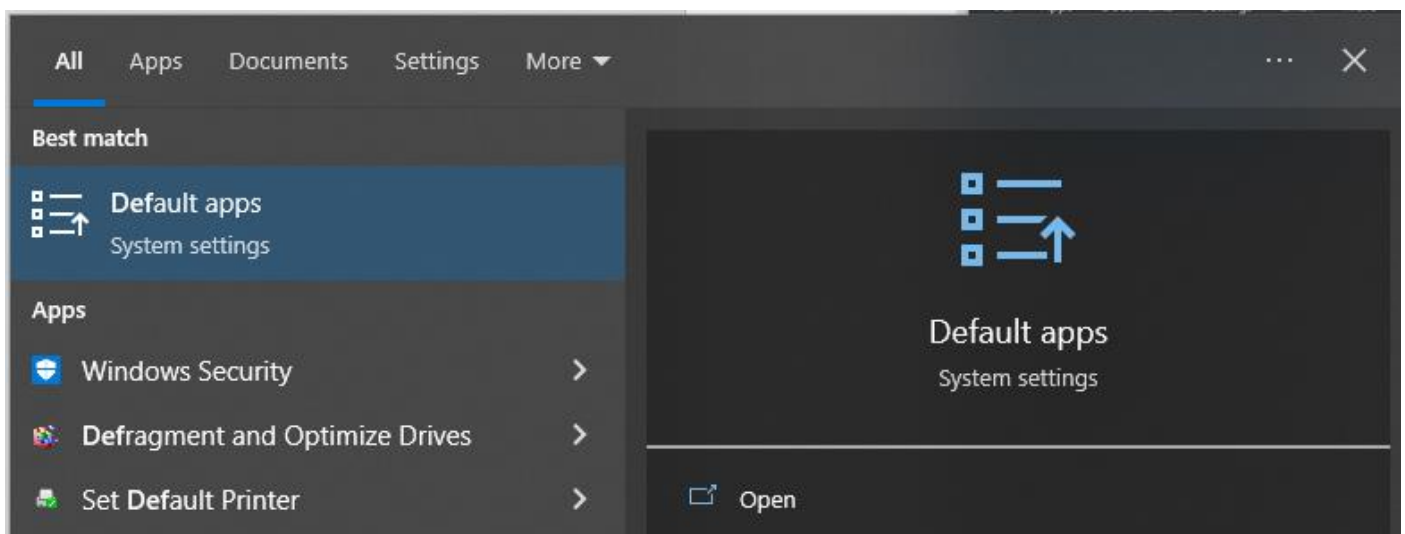 All Apps Documents Settings More
Best match
Default apps
System settings
Apps
Windows Security
Defragment and Optimize Drives
Set Default Printer
Default apps
System settings
Open